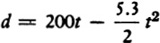 d = 200t − 5.3/2 t²